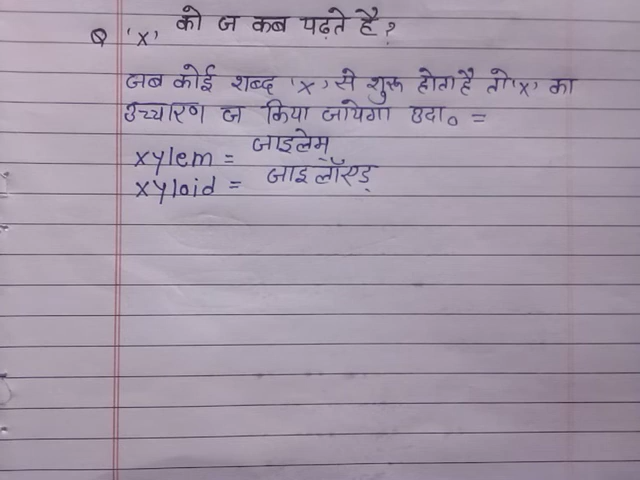 Q 'X' को ज कब पढ़ते है?
जब कोई शब्द 'X' से शुरू होता है तो 'X' का
उच्चारण ज किया जायेगा उदा० =
xylem = जाइलेम्
xyloid = जाइलॉएड्